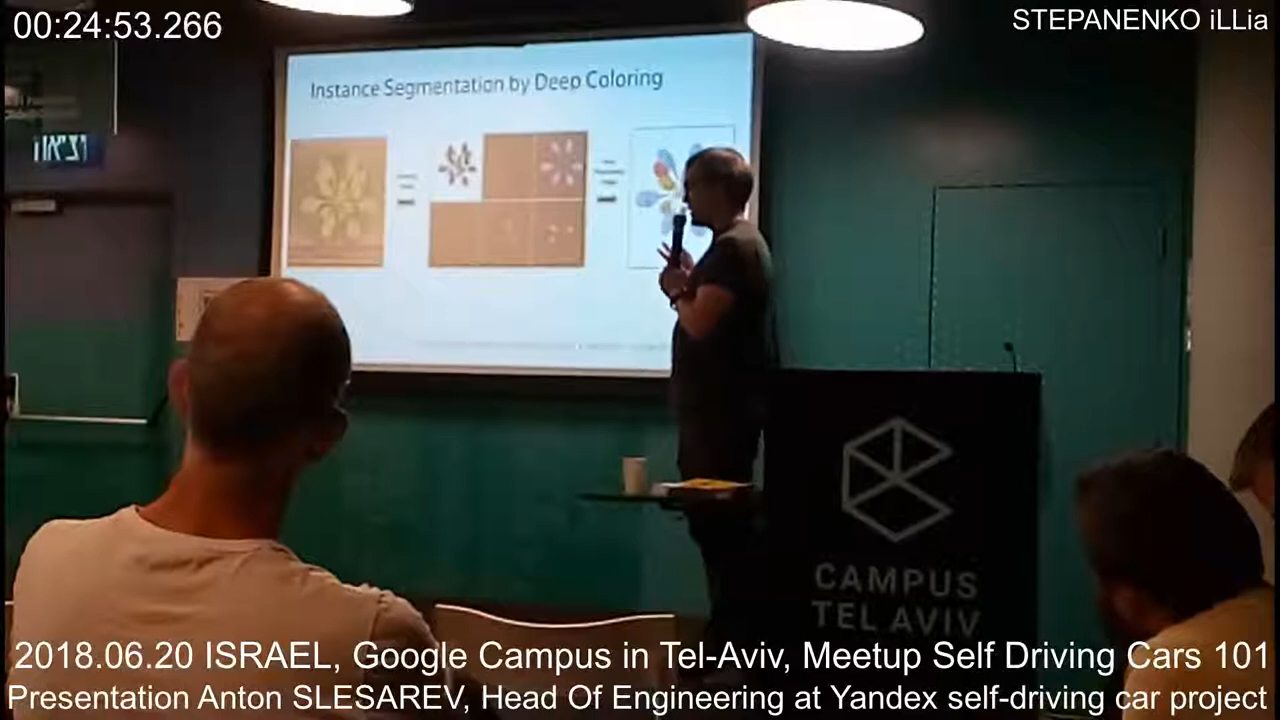 00:24:53.266
STEPANENKO iLLia
Instance Segmentation by Deep Coloring
יציאה
CAMPUS
TEL AVIV
2018.06.20 ISRAEL, Google Campus in Tel-Aviv, Meetup Self Driving Cars 101
Presentation Anton SLESAREV, Head Of Engineering at Yandex self-driving car project